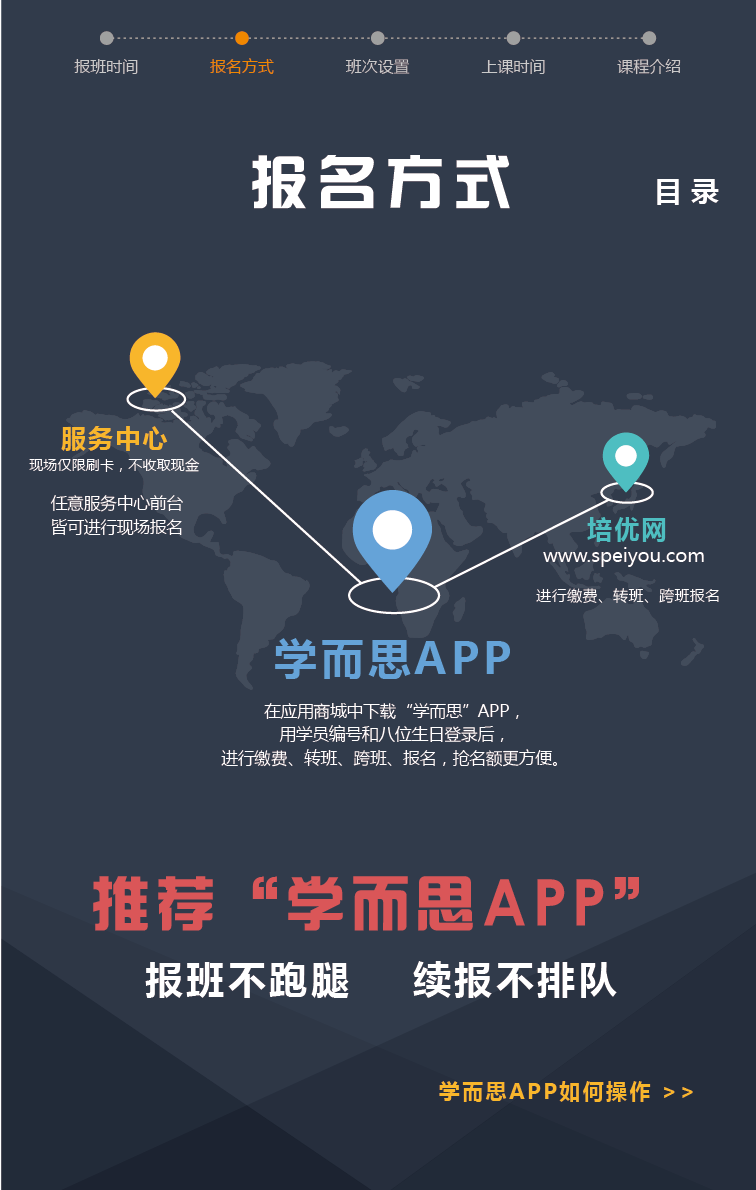 报班时间
报名方式
班次设置
上课时间
课程介绍
报名方式
目录
服务中心
现场仅限刷卡，不收取现金
任意服务中心前台
皆可进行现场报名
培优网
www.speiyou.com
进行缴费、转班、跨班报名
学而思APP
在应用商城中下载“学而思”APP，
用学员编号和八位生日登录后，
进行缴费、转班、跨班、报名，抢名额更方便。
推荐“学而思APP”
报班不跑腿 续报不排队
学而思APP如何操作 >>